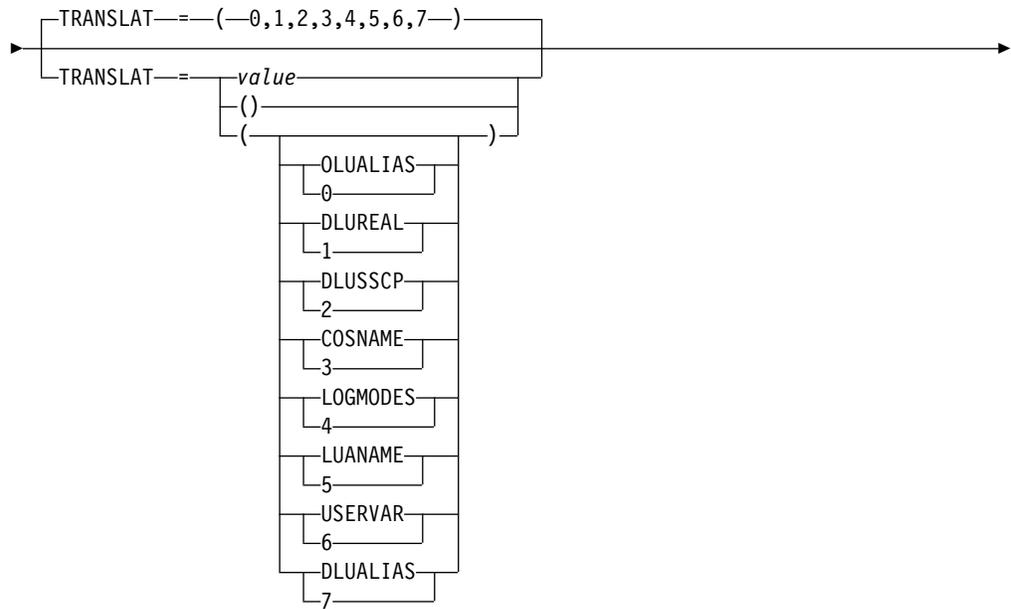 TRANSLAT = ( 0,1,2,3,4,5,6,7 )
TRANSLAT = value
()
( )
OLUALIAS
0
DLUREAL
1
DLUSSCP
2
COSNAME
3
LOGMODES
4
LUANAME
5
USERVAR
6
DLUALIAS
7